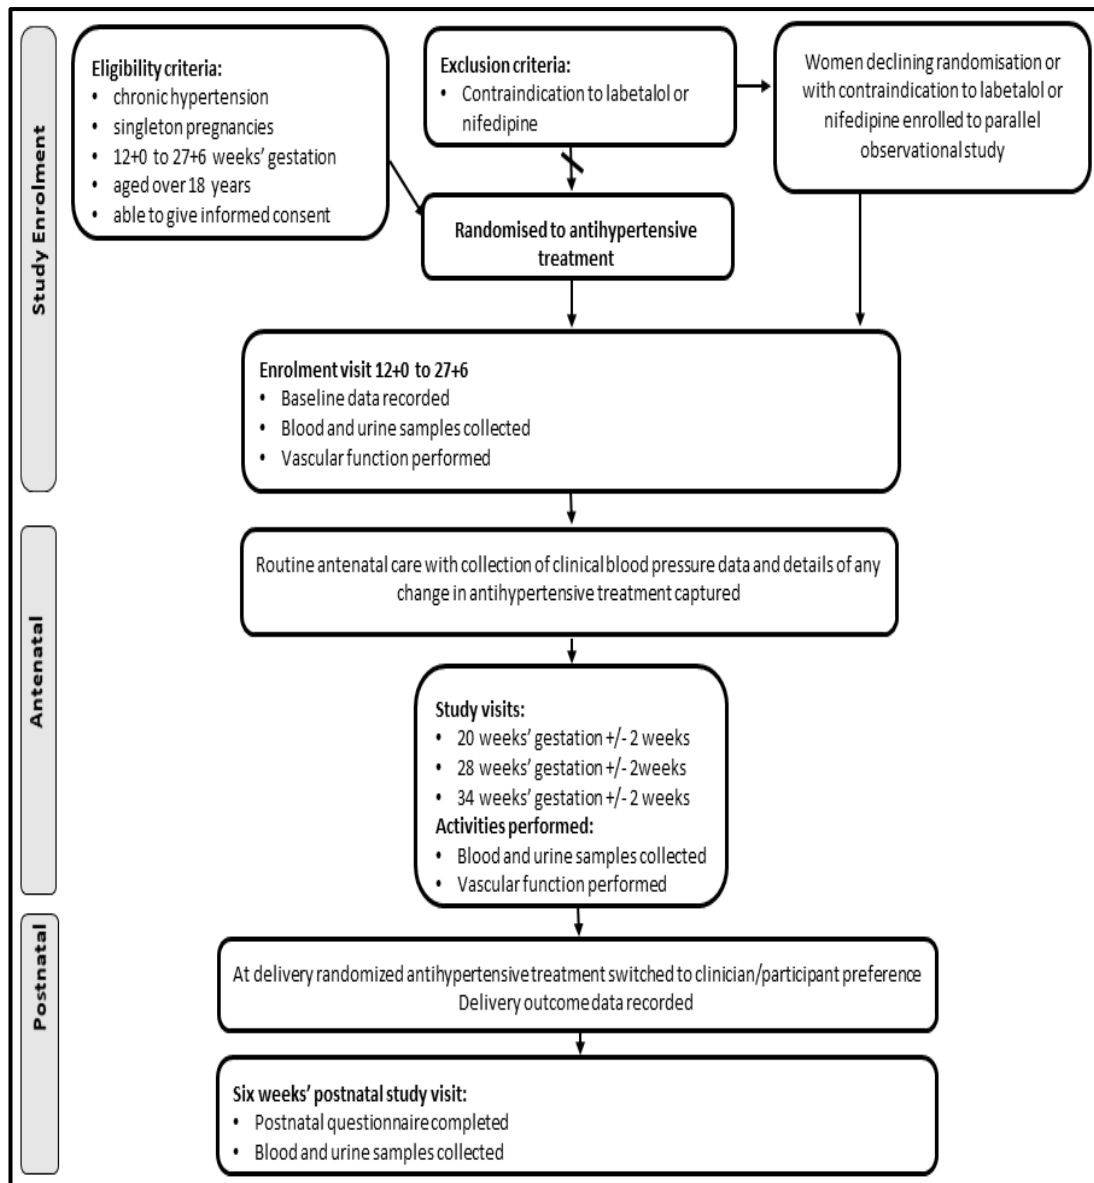 Study Enrolment
Eligibility criteria:
• chronic hypertension
• singleton pregnancies
• 12+0 to 27+6 weeks’ gestation
• aged over 18 years
• able to give informed consent
Exclusion criteria:
• Contraindication to labetalol or
nifedipine
Women declining randomisation or
with contraindication to labetalol or
nifedipine enrolled to parallel
observational study
Randomised to antihypertensive
treatment
Enrolment visit 12+0 to 27+6
• Baseline data recorded
• Blood and urine samples collected
• Vascular function performed
Antenatal
Routine antenatal care with collection of clinical blood pressure data and details of any
change in antihypertensive treatment captured
Study visits:
• 20 weeks’ gestation +/- 2 weeks
• 28 weeks’ gestation +/- 2weeks
• 34 weeks’ gestation +/- 2 weeks
Activities performed:
• Blood and urine samples collected
• Vascular function performed
Postnatal
At delivery randomized antihypertensive treatment switched to clinician/participant preference
Delivery outcome data recorded
Six weeks’ postnatal study visit:
• Postnatal questionnaire completed
• Blood and urine samples collected